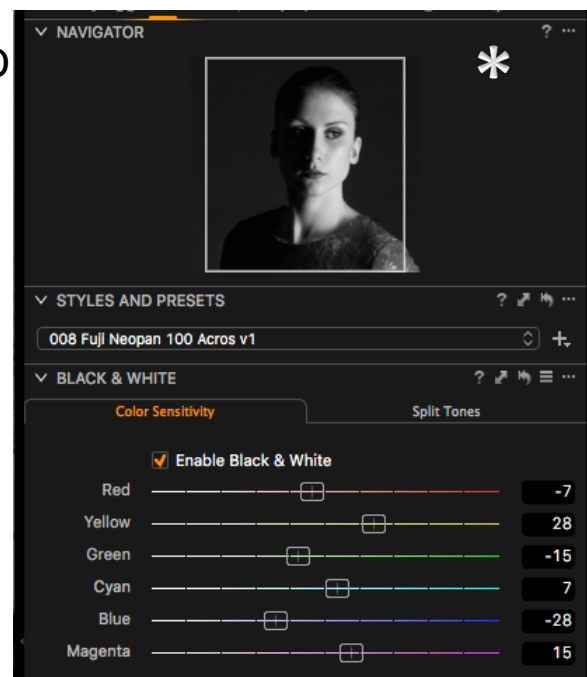 NAVIGATOR ? ···
*
STYLES AND PRESETS ? ···
008 Fuji Neopan 100 Acros v1
BLACK & WHITE ? ···
Color Sensitivity Split Tones
Enable Black & White
Red -7
Yellow 28
Green -15
Cyan 7
Blue -28
Magenta 15